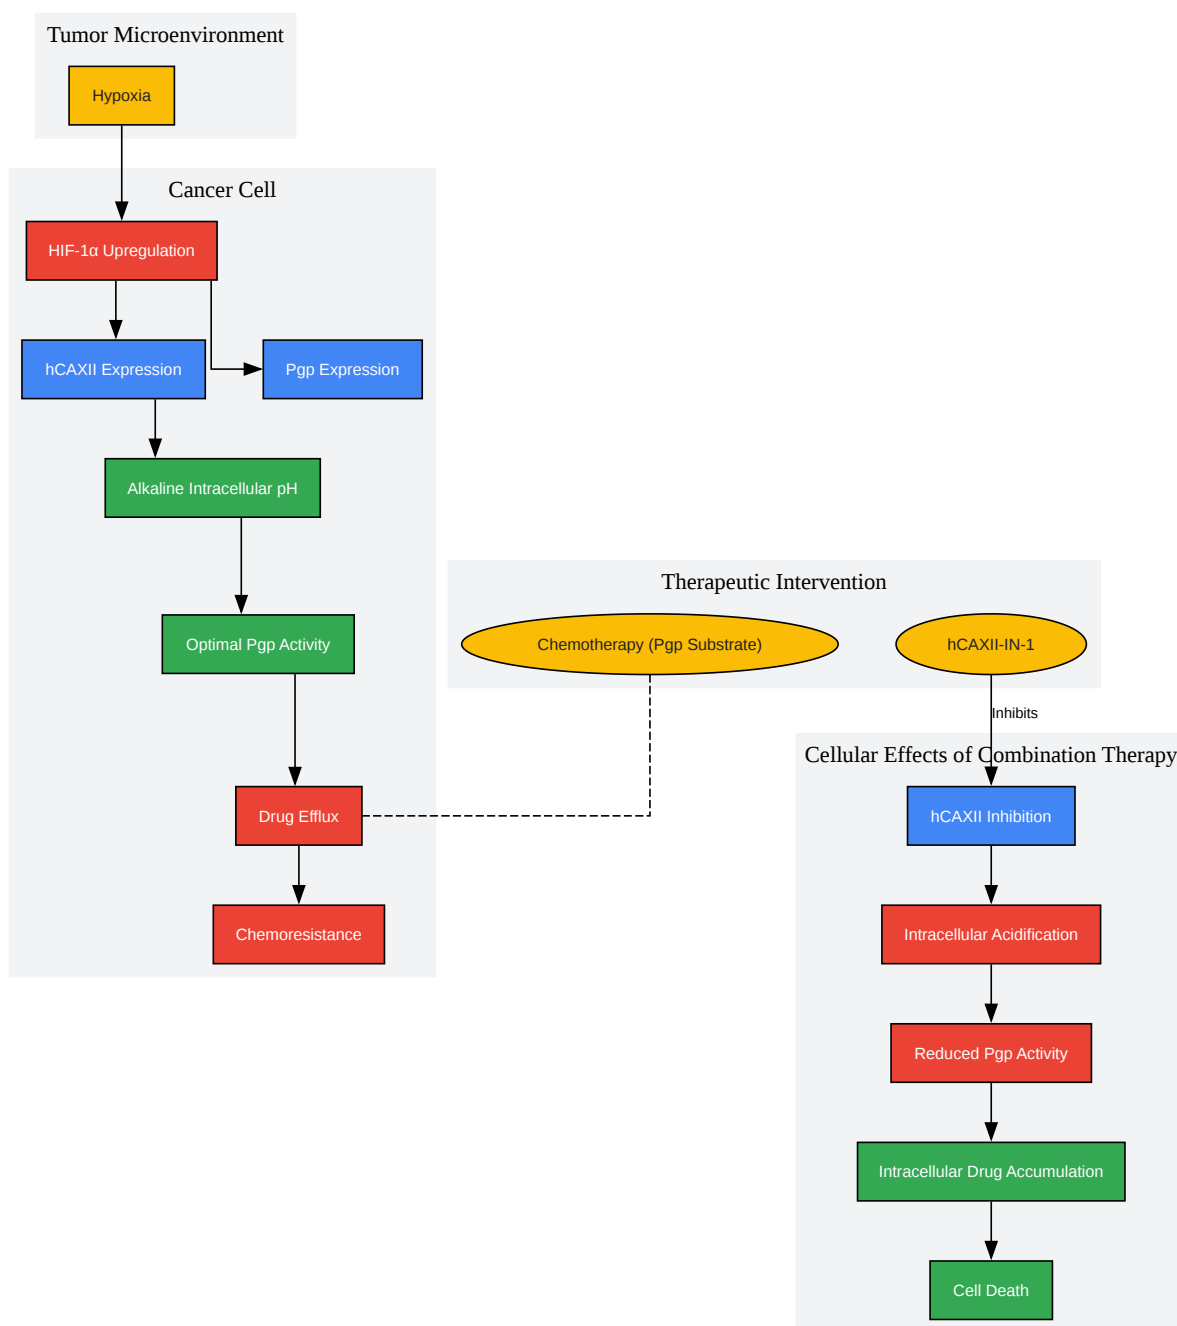 Tumor Microenvironment
Hypoxia
Cancer Cell
HIF-1α Upregulation
hCAXII Expression
Pgp Expression
Alkaline Intracellular pH
Optimal Pgp Activity
Drug Efflux
Chemoresistance
Therapeutic Intervention
Chemotherapy (Pgp Substrate)
hCAXII-IN-1
Inhibits
Cellular Effects of Combination Therapy
hCAXII Inhibition
Intracellular Acidification
Reduced Pgp Activity
Intracellular Drug Accumulation
Cell Death